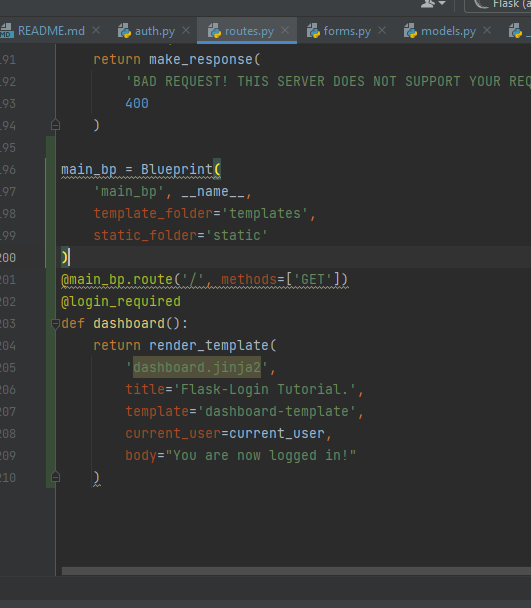 Flask (a
README.md
auth.py
routes.py
forms.py
models.py
191 return make_response(
192 'BAD REQUEST! THIS SERVER DOES NOT SUPPORT YOUR REQ
193 400
194 )
195
196 main_bp = Blueprint(
197 'main_bp', __name__,
198 template_folder='templates',
199 static_folder='static'
200 )
201 @main_bp.route('/', methods=['GET'])
202 @login_required
203 def dashboard():
204 return render_template(
205 'dashboard.jinja2',
206 title='Flask-Login Tutorial.',
207 template='dashboard-template',
208 current_user=current_user,
209 body="You are now logged in!"
210 )